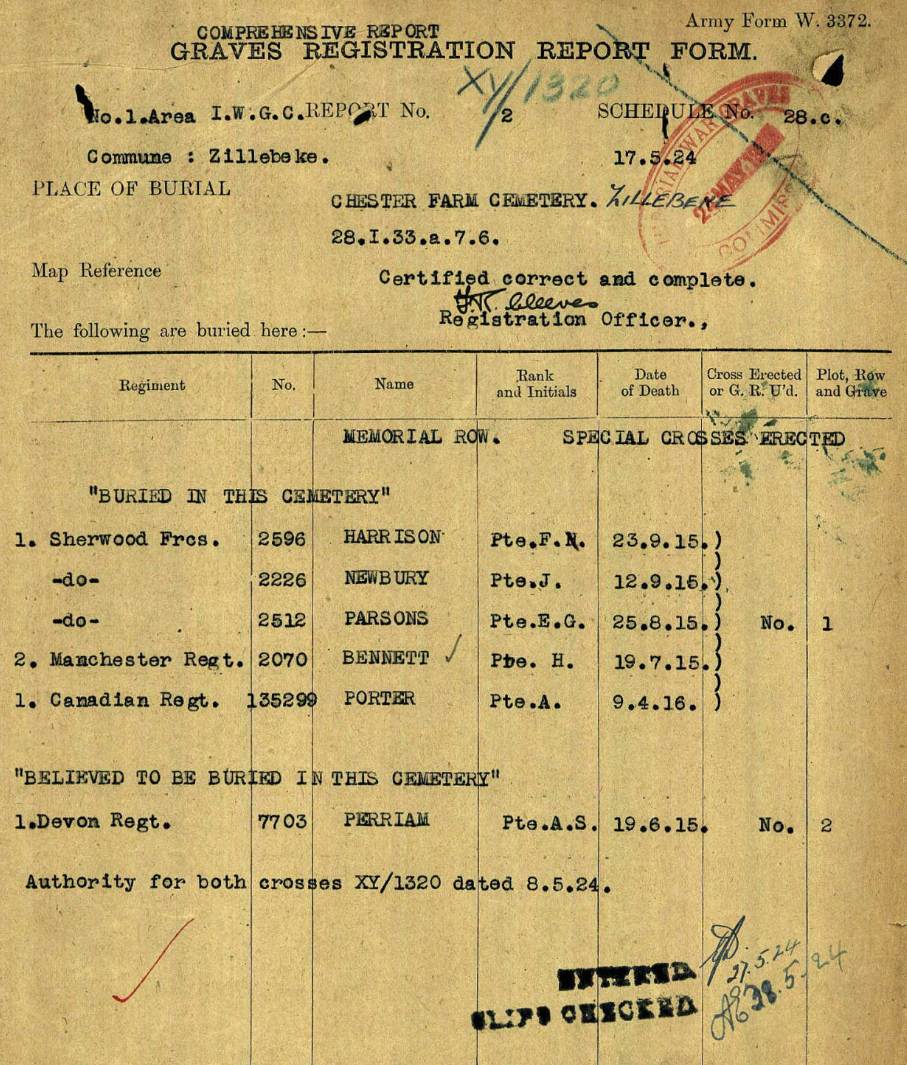 Army Form W. 3372.
COMPREHENSIVE REPORT
GRAVES REGISTRATION REPORT FORM.
XY/1320
No.1.Area I.W.G.C. REPORT No. 2 SCHEDULE No. 28.c.
Commune : Zillebeke. 17.5.24
PLACE OF BURIAL
CHESTER FARM CEMETERY. ZILLEBEKE
28.I.33.a.7.6.
Map Reference
Certified correct and complete.
Cleeves
Registration Officer.,
The following are buried here:—
Regiment No. Name Rank and Initials Date of Death Cross Erected or G. R. U'd. Plot, Row and Grave
MEMORIAL ROW. SPECIAL CROSSES ERECTED
"BURIED IN THIS CEMETERY"
1. Sherwood Frcs. 2596 HARRISON Pte.F.N. 23.9.15.)
-do- 2226 NEWBURY Pte.J. 12.9.15.)
-do- 2512 PARSONS Pte.E.G. 25.8.15.) No. 1
2. Manchester Regt. 2070 BENNETT ✓ Pte. H. 19.7.15.)
1. Canadian Regt. 135299 PORTER Pte.A. 9.4.16. )
"BELIEVED TO BE BURIED IN THIS CEMETERY"
1.Devon Regt. 7703 PERRIAM Pte.A.S. 19.6.15. No. 2
Authority for both crosses XY/1320 dated 8.5.24.
ENTERED 27.5.24
SLIPS CHECKED 28.5.24